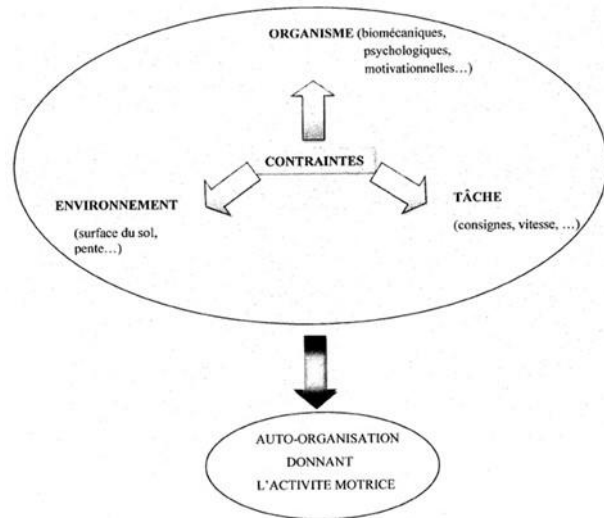 ORGANISME (biomécaniques,
psychologiques,
motivationnelles…)
CONTRAINTES
ENVIRONNEMENT
(surface du sol,
pente…)
TÂCHE
(consignes, vitesse, …)
AUTO-ORGANISATION
DONNANT
L'ACTIVITE MOTRICE